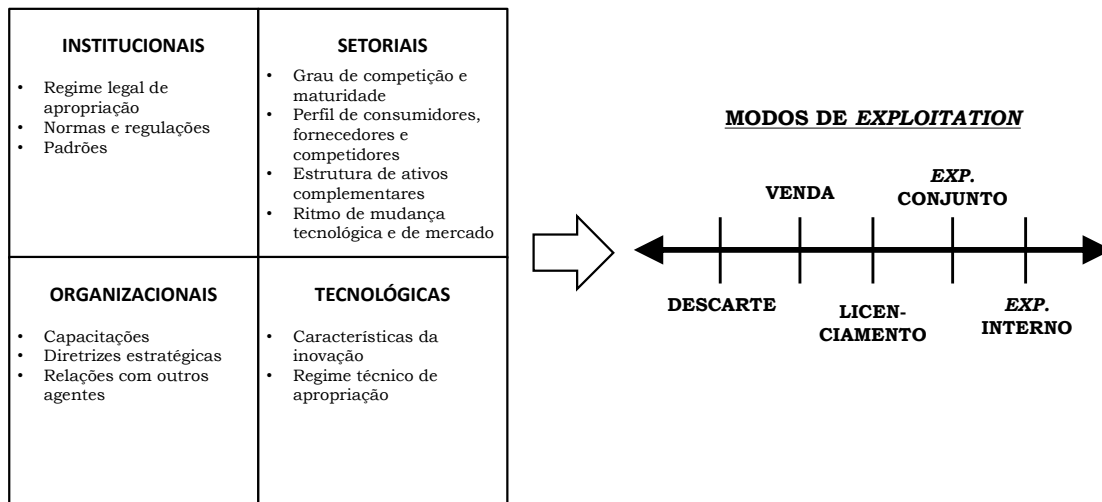 INSTITUCIONAIS
• Regime legal de
apropriação
• Normas e regulações
• Padrões
SETORIAIS
• Grau de competição e
maturidade
• Perfil de consumidores,
fornecedores e
competidores
• Estrutura de ativos
complementares
• Ritmo de mudança
tecnológica e de mercado
ORGANIZACIONAIS
• Capacitações
• Diretrizes estratégicas
• Relações com outros
agentes
TECNOLÓGICAS
• Características da
inovação
• Regime técnico de
apropriação
MODOS DE EXPLOITATION
DESCARTE
VENDA
LICEN-
CIAMENTO
EXP.
CONJUNTO
EXP.
INTERNO